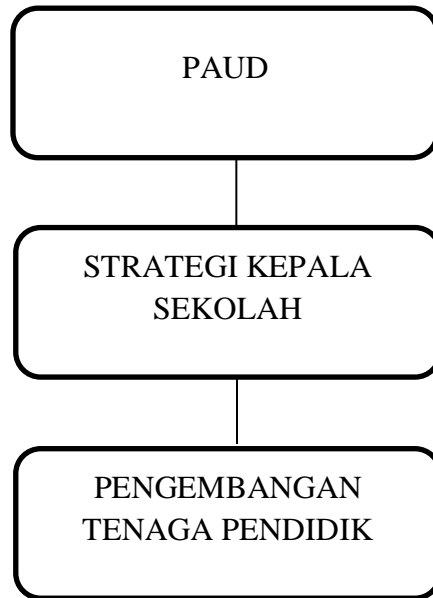 PAUD
STRATEGI KEPALA
SEKOLAH
PENGEMBANGAN
TENAGA PENDIDIK